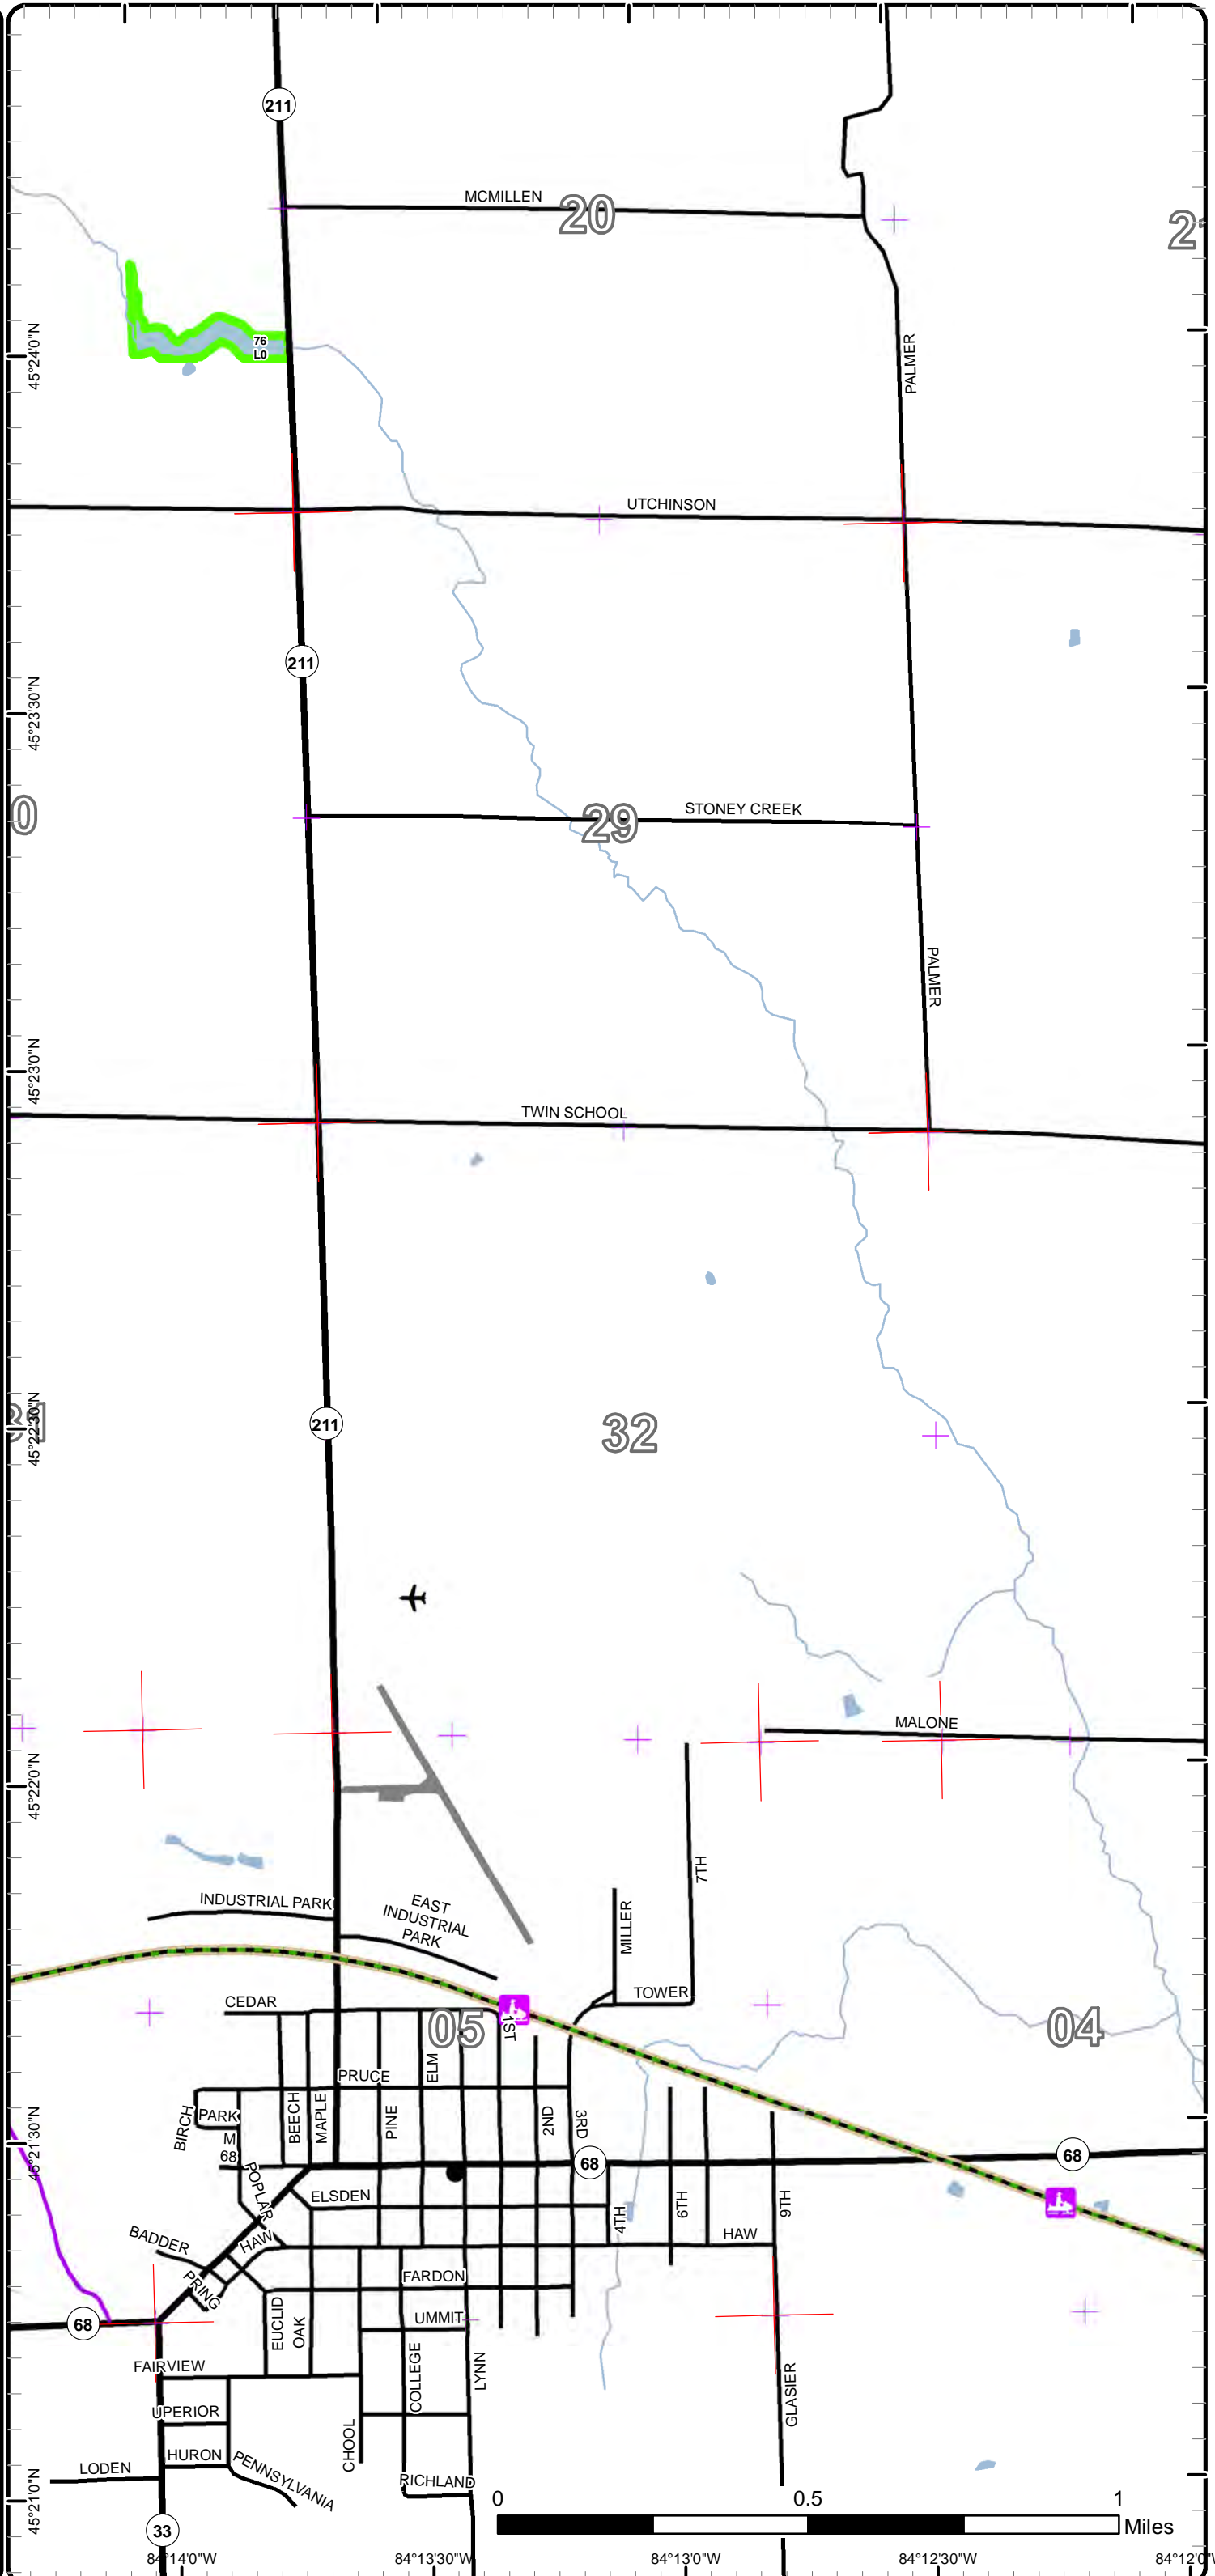 211
MCMILLEN
20
2
76
L0
45°24'0"N
PALMER
UTCHINSON
211
45°23'30"N
0
STONEY CREEK
29
PALMER
45°23'0"N
TWIN SCHOOL
45°22'30"N
31
211
32
MALONE
45°22'0"N
7TH
INDUSTRIAL PARK
EAST
INDUSTRIAL
PARK
MILLER
TOWER
CEDAR
05
1ST
04
ELM
PRUCE
BIRCH
PARK
BEECH
MAPLE
PINE
2ND
3RD
M
68
68
68
45°21'30"N
POPLAR
ELSDEN
4TH
6TH
9TH
BADDER
HAW
HAW
PRING
FARDON
68
EUCLID
OAK
UMMIT
FAIRVIEW
COLLEGE
LYNN
GLASIER
UPERIOR
CHOOL
HURON
LODEN
PENNSYLVANIA
RICHLAND
45°21'0"N
0
0.5
1
Miles
33
84°14'0"W
84°13'30"W
84°13'0"W
84°12'30"W
84°12'0"